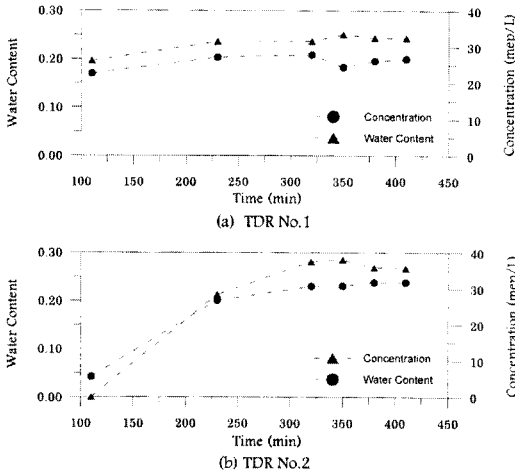 0.30
0.20
0.10
0.00
Water Content
40
30
20
10
0
Concentration (mep/L)
Concentration
Water Content
100 150 200 250 300 350 400 450
Time (min)
(a) TDR No.1
0.30
0.20
0.10
0.00
Water Content
40
30
20
10
0
Concentration (mep/L)
Concentration
Water Content
100 150 200 250 300 350 400 450
Time (min)
(b) TDR No.2